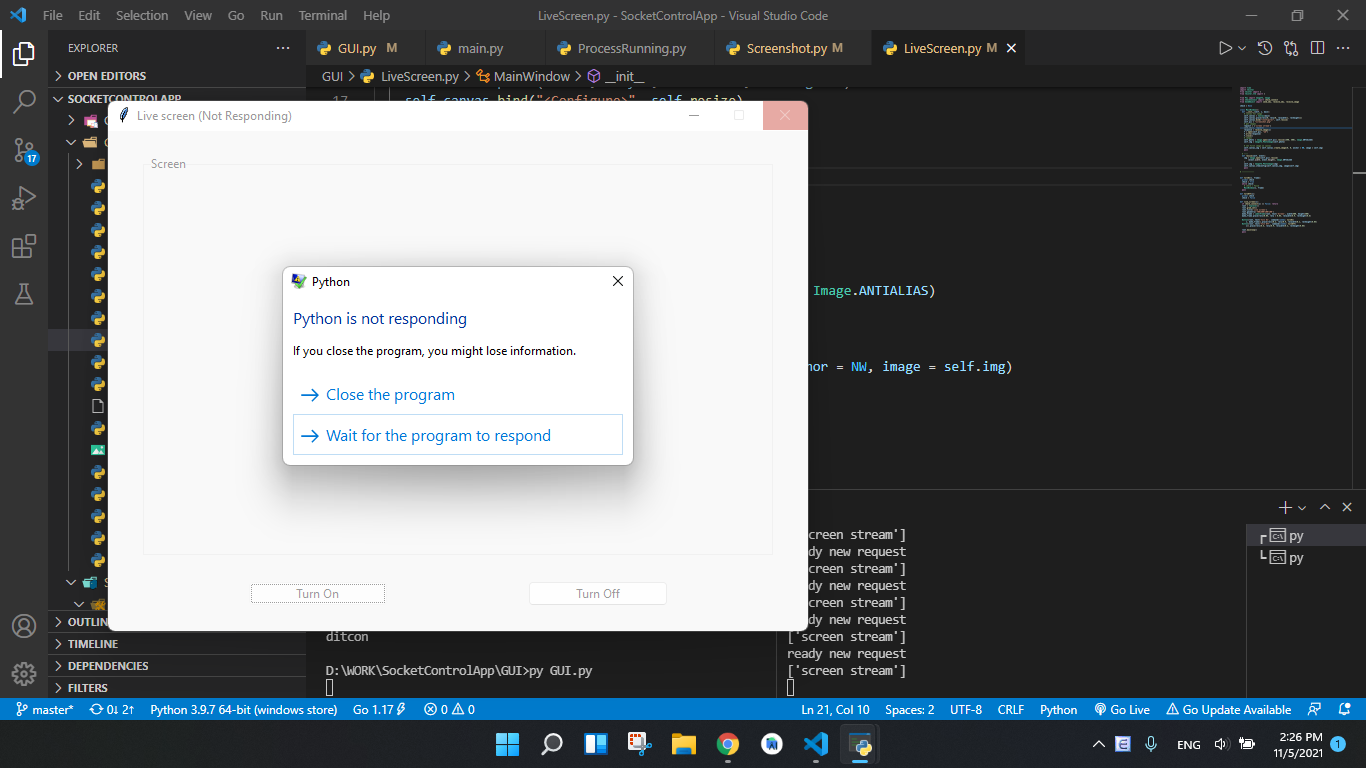 File Edit Selection View Go Run Terminal Help LiveScreen.py - SocketControlApp - Visual Studio Code
EXPLORER
GUI.py M main.py ProcessRunning.py Screenshot.py M LiveScreen.py M
OPEN EDITORS
GUI > LiveScreen.py > MainWindow > __init__
SOCKETCONTROLAPP
17 self.canvas.bind("<Configure>", self.resize)
Live screen (Not Responding)
17
Screen
Python
Image.ANTIALIAS)
Python is not responding
If you close the program, you might lose information.
hor = NW, image = self.img)
Close the program
Wait for the program to respond
creen stream']
dy new request
creen stream']
dy new request
creen stream']
dy new request
['screen stream']
ready new request
['screen stream']
py
py
Turn On Turn Off
ditcon
D:\WORK\SocketControlApp\GUI>py GUI.py
OUTLIN
TIMELINE
DEPENDENCIES
FILTERS
master* 0↓ 2↑ Python 3.9.7 64-bit (windows store) Go 1.17 0 0 Ln 21, Col 10 Spaces: 2 UTF-8 CRLF Python Go Live Go Update Available
ENG 2:26 PM
11/5/2021 1